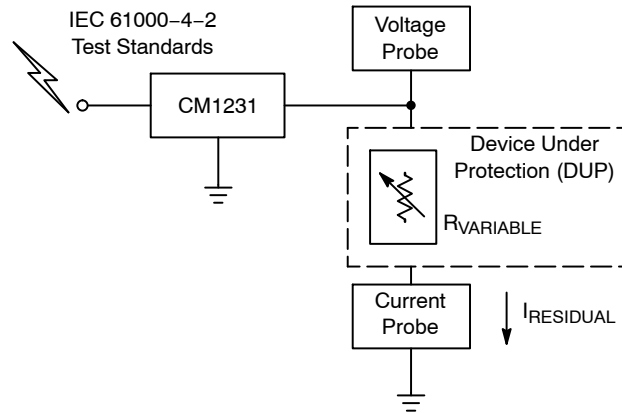 IEC 61000−4−2
Test Standards
Voltage
Probe
CM1231
Device Under
Protection (DUP)
RVARIABLE
Current
Probe
IRESIDUAL